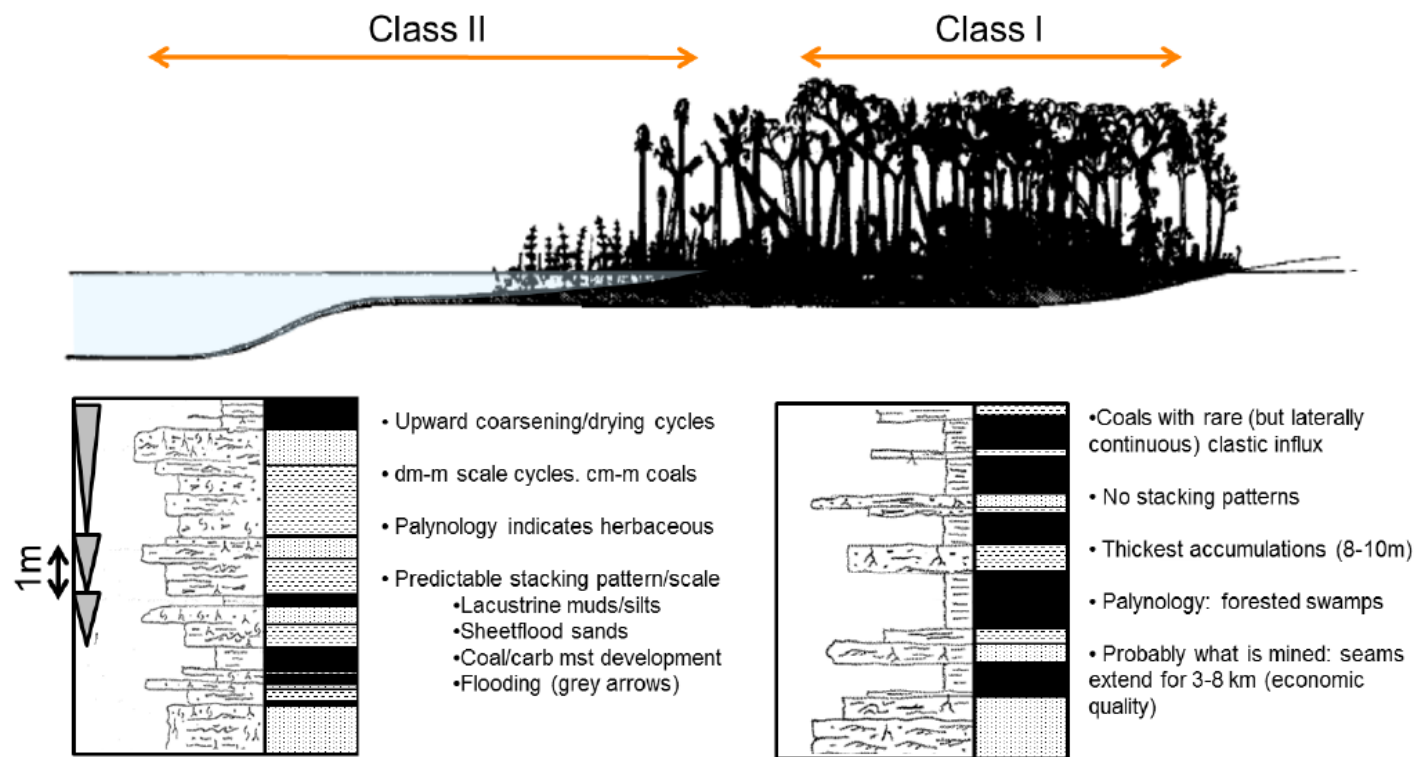 Class II
Class I
1m
• Upward coarsening/drying cycles
• dm-m scale cycles. cm-m coals
• Palynology indicates herbaceous
• Predictable stacking pattern/scale
•Lacustrine muds/silts
•Sheetflood sands
•Coal/carb mst development
•Flooding (grey arrows)
•Coals with rare (but laterally
continuous) clastic influx
• No stacking patterns
• Thickest accumulations (8-10m)
• Palynology: forested swamps
• Probably what is mined: seams
extend for 3-8 km (economic
quality)